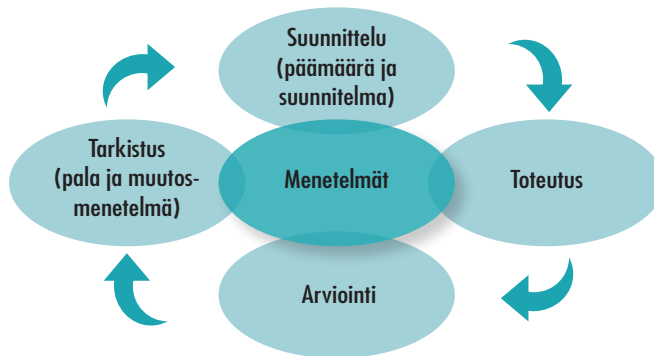 Suunnittelu
(päämäärä ja
suunnitelma)
Tarkistus
(pala ja muutos-
menetelmä)
Menetelmät
Toteutus
Arviointi